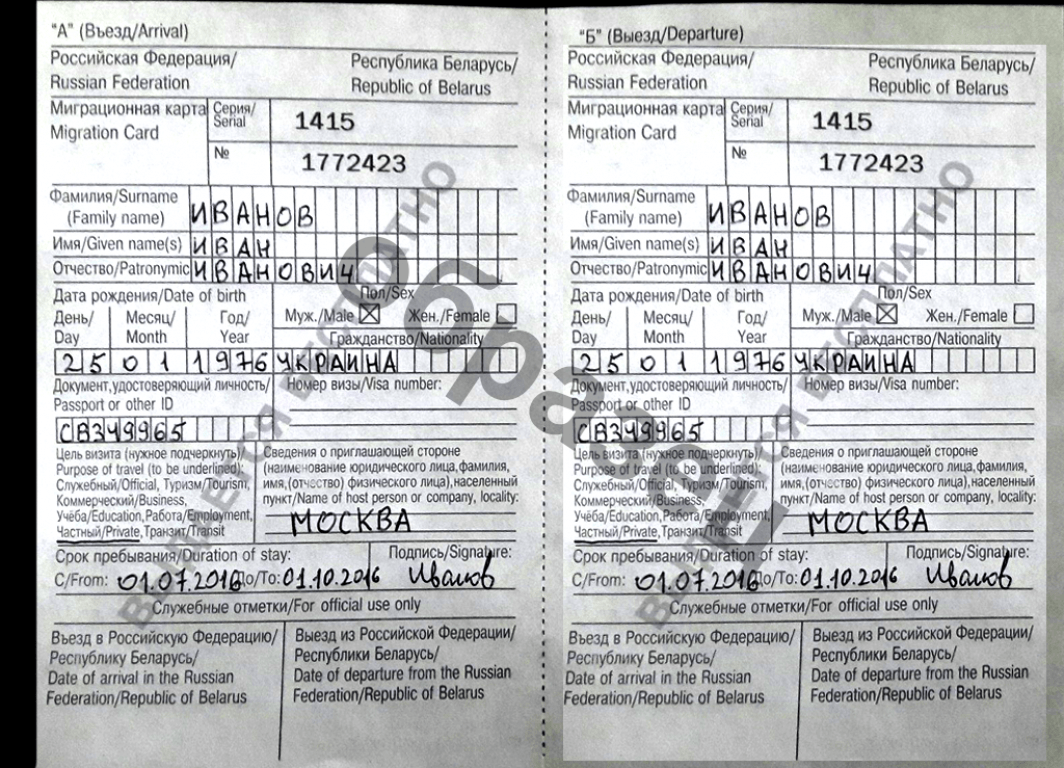 "А" (Въезд/Arrival)
Российская Федерация/
Russian Federation
Республика Беларусь/
Republic of Belarus
Миграционная карта
Migration Card
Серия/
Serial
1415
№
1772423
Фамилия/Surname
(Family name)
ИВАНОВ
Имя/Given name(s)
ИВАН
Отчество/Patronymic
ИВАНОВИЧ
Дата рождения/Date of birth
Пол/Sex
День/
Day
Месяц/
Month
Год/
Year
Муж./Male
Жен./Female
Гражданство/Nationality
25 01 1976
УКРАИНА
Документ,удостоверяющий личность/
Passport or other ID
Номер визы/Visa number:
СВ349965
Цель визита (нужное подчеркнуть)/
Purpose of travel (to be underlined):
Служебный/Official, Туризм/Tourism,
Коммерческий/Business,
Учёба/Education, Работа/Employment,
Частный/Private, Транзит/Transit
Сведения о приглашающей стороне
(наименование юридического лица, фамилия,
имя,(отчество) физического лица), населенный
пункт/Name of host person or company, locality:
МОСКВА
Срок пребывания/Duration of stay:
Подпись/Signature:
С/From: 01.07.2016 По/To: 01.10.2016
Иванов
Служебные отметки/For official use only
Въезд в Российскую Федерацию/
Республику Беларусь/
Date of arrival in the Russian
Federation/Republic of Belarus
Выезд из Российской Федерации/
Республики Беларусь/
Date of departure from the Russian
Federation/Republic of Belarus
"Б" (Выезд/Departure)
Российская Федерация/
Russian Federation
Республика Беларусь/
Republic of Belarus
Миграционная карта
Migration Card
Серия/
Serial
1415
№
1772423
Фамилия/Surname
(Family name)
ИВАНОВ
Имя/Given name(s)
ИВАН
Отчество/Patronymic
ИВАНОВИЧ
Дата рождения/Date of birth
Пол/Sex
День/
Day
Месяц/
Month
Год/
Year
Муж./Male
Жен./Female
Гражданство/Nationality
25 01 1976
УКРАИНА
Документ,удостоверяющий личность/
Passport or other ID
Номер визы/Visa number:
СВ349965
Цель визита (нужное подчеркнуть)/
Purpose of travel (to be underlined):
Служебный/Official, Туризм/Tourism,
Коммерческий/Business,
Учёба/Education, Работа/Employment,
Частный/Private, Транзит/Transit
Сведения о приглашающей стороне
(наименование юридического лица, фамилия,
имя,(отчество) физического лица), населенный
пункт/Name of host person or company, locality:
МОСКВА
Срок пребывания/Duration of stay:
Подпись/Signature:
С/From: 01.07.2016 По/To: 01.10.2016
Иванов
Служебные отметки/For official use only
Въезд в Российскую Федерацию/
Республику Беларусь/
Date of arrival in the Russian
Federation/Republic of Belarus
Выезд из Российской Федерации/
Республики Беларусь/
Date of departure from the Russian
Federation/Republic of Belarus
ВЫДАЕТСЯ БЕСПЛАТНО
ВЫДАЕТСЯ БЕСПЛАТНО
Образец